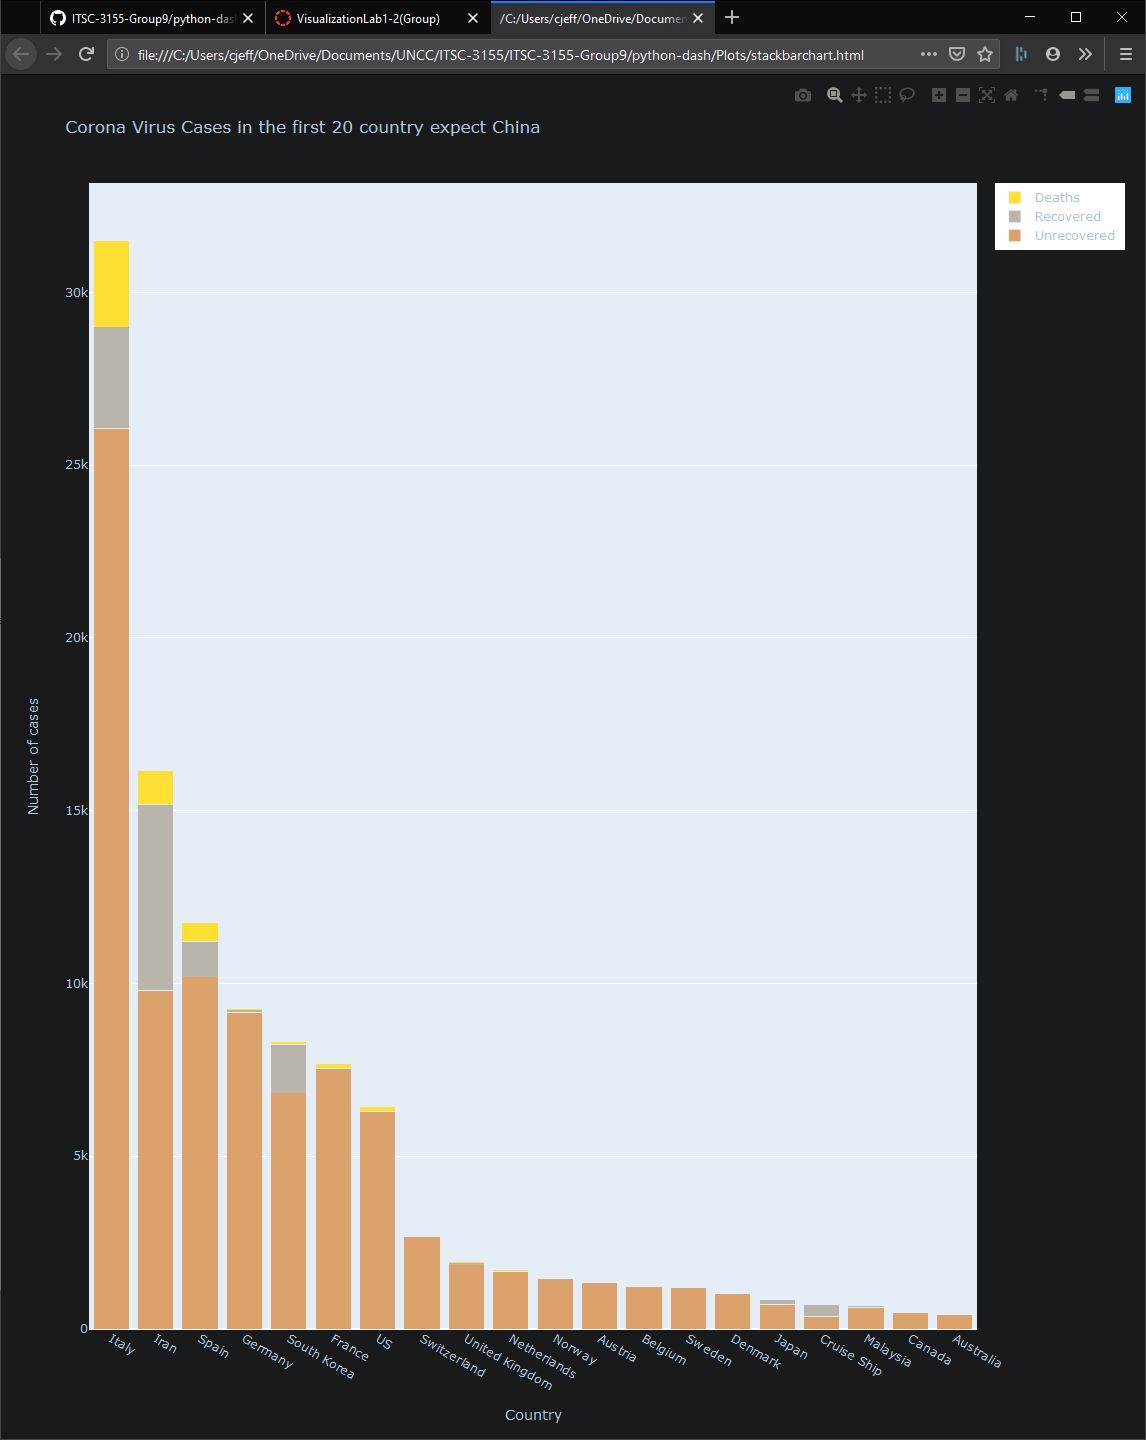 ITSC-3155-Group9/python-das
VisualizationLab1-2(Group)
/C:/Users/cjeff/OneDrive/Documen
file:///C:/Users/cjeff/OneDrive/Documents/UNCC/ITSC-3155/ITSC-3155-Group9/python-dash/Plots/stackbarchart.html
Corona Virus Cases in the first 20 country expect China
Deaths
Recovered
Unrecovered
30k
25k
20k
15k
10k
5k
0
Number of cases
Italy
Iran
Spain
Germany
South Korea
France
US
Switzerland
United Kingdom
Netherlands
Norway
Austria
Belgium
Sweden
Denmark
Japan
Cruise Ship
Malaysia
Canada
Australia
Country